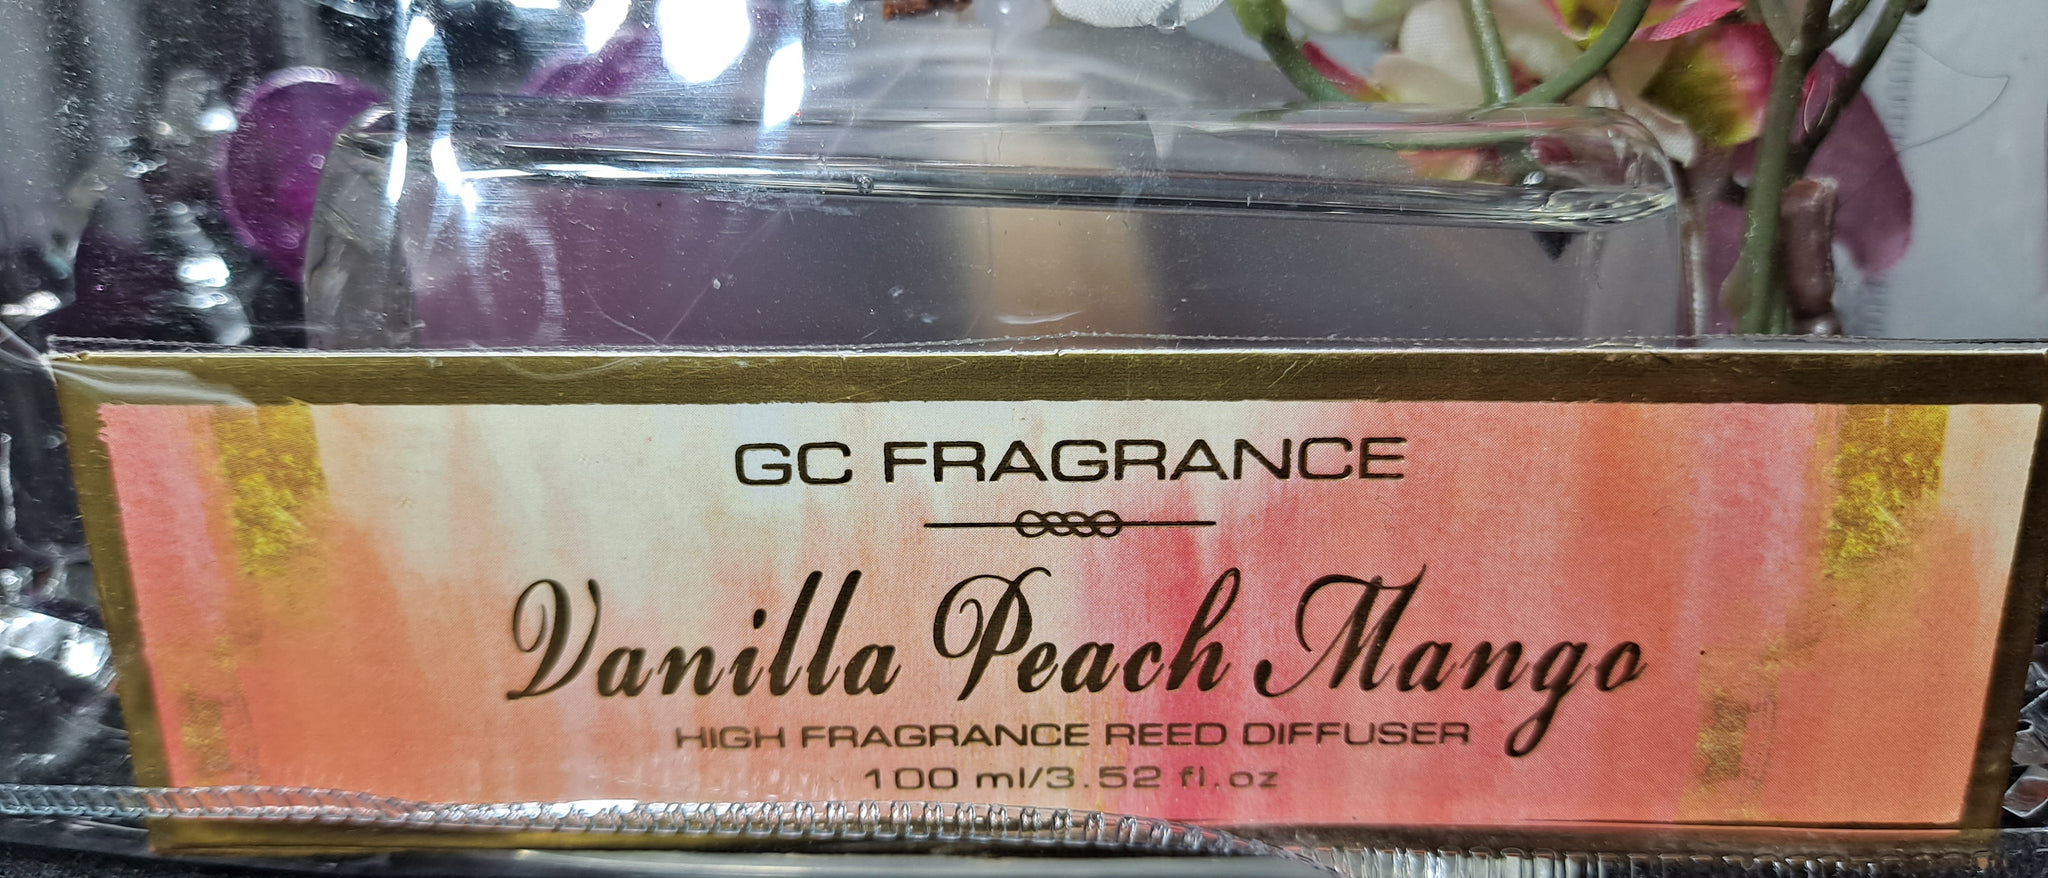 GC FRAGRANCE
Vanilla Peach Mango
HIGH FRAGRANCE REED DIFFUSER
100 ml/3.52 fl.oz